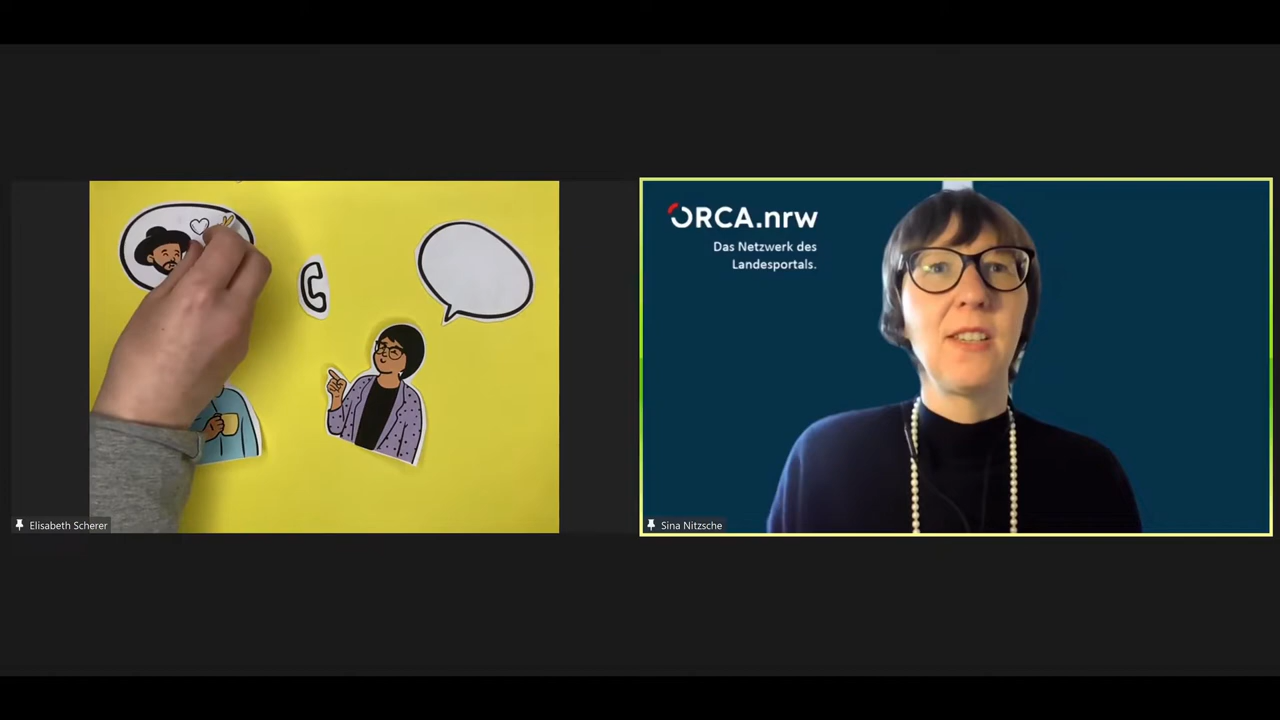 ORCA.nrw
Das Netzwerk des
Landesportals.
Elisabeth Scherer
Sina Nitzsche